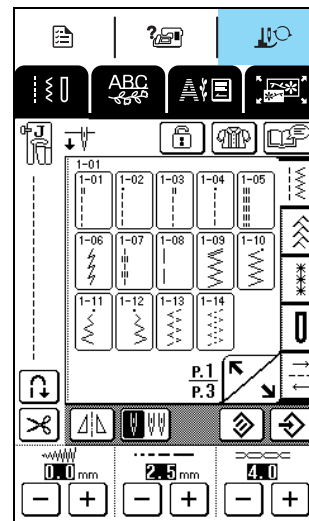 ?
ABC
A
J
1-01
1-01 1-02 1-03 1-04 1-05
1-06 1-07 1-08 1-09 1-10
1-11 1-12 1-13 1-14
P.1
P.3
0.0 mm 2.5 mm 4.0
- + - + - +